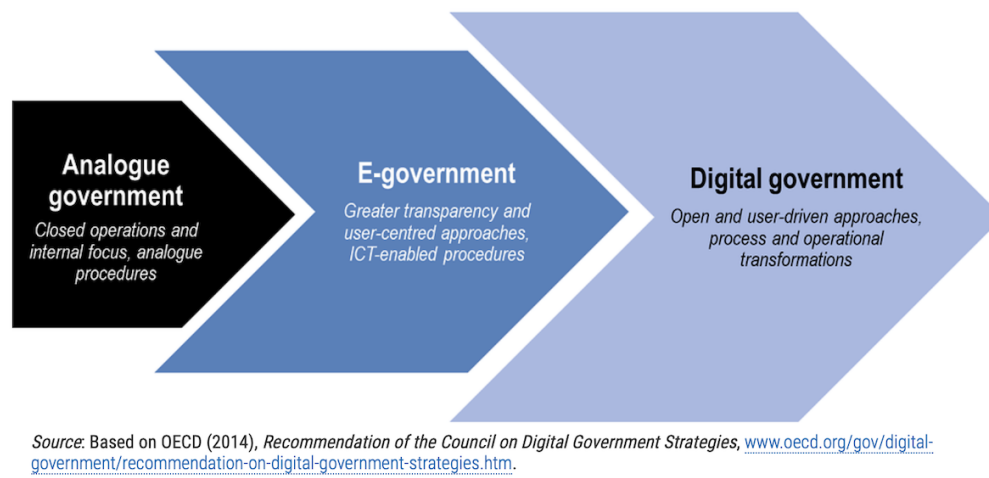 Analogue
government
Closed operations and
internal focus, analogue
procedures
E-government
Greater transparency and
user-centred approaches,
ICT-enabled procedures
Digital government
Open and user-driven approaches,
process and operational
transformations
Source: Based on OECD (2014), Recommendation of the Council on Digital Government Strategies, www.oecd.org/gov/digital-
government/recommendation-on-digital-government-strategies.htm.